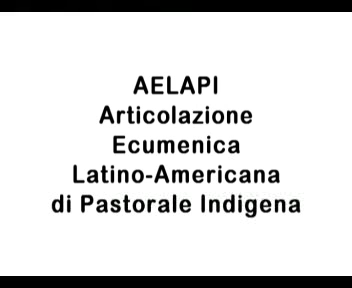 AELAPI
Articolazione
Ecumenica
Latino-Americana
di Pastorale Indigena